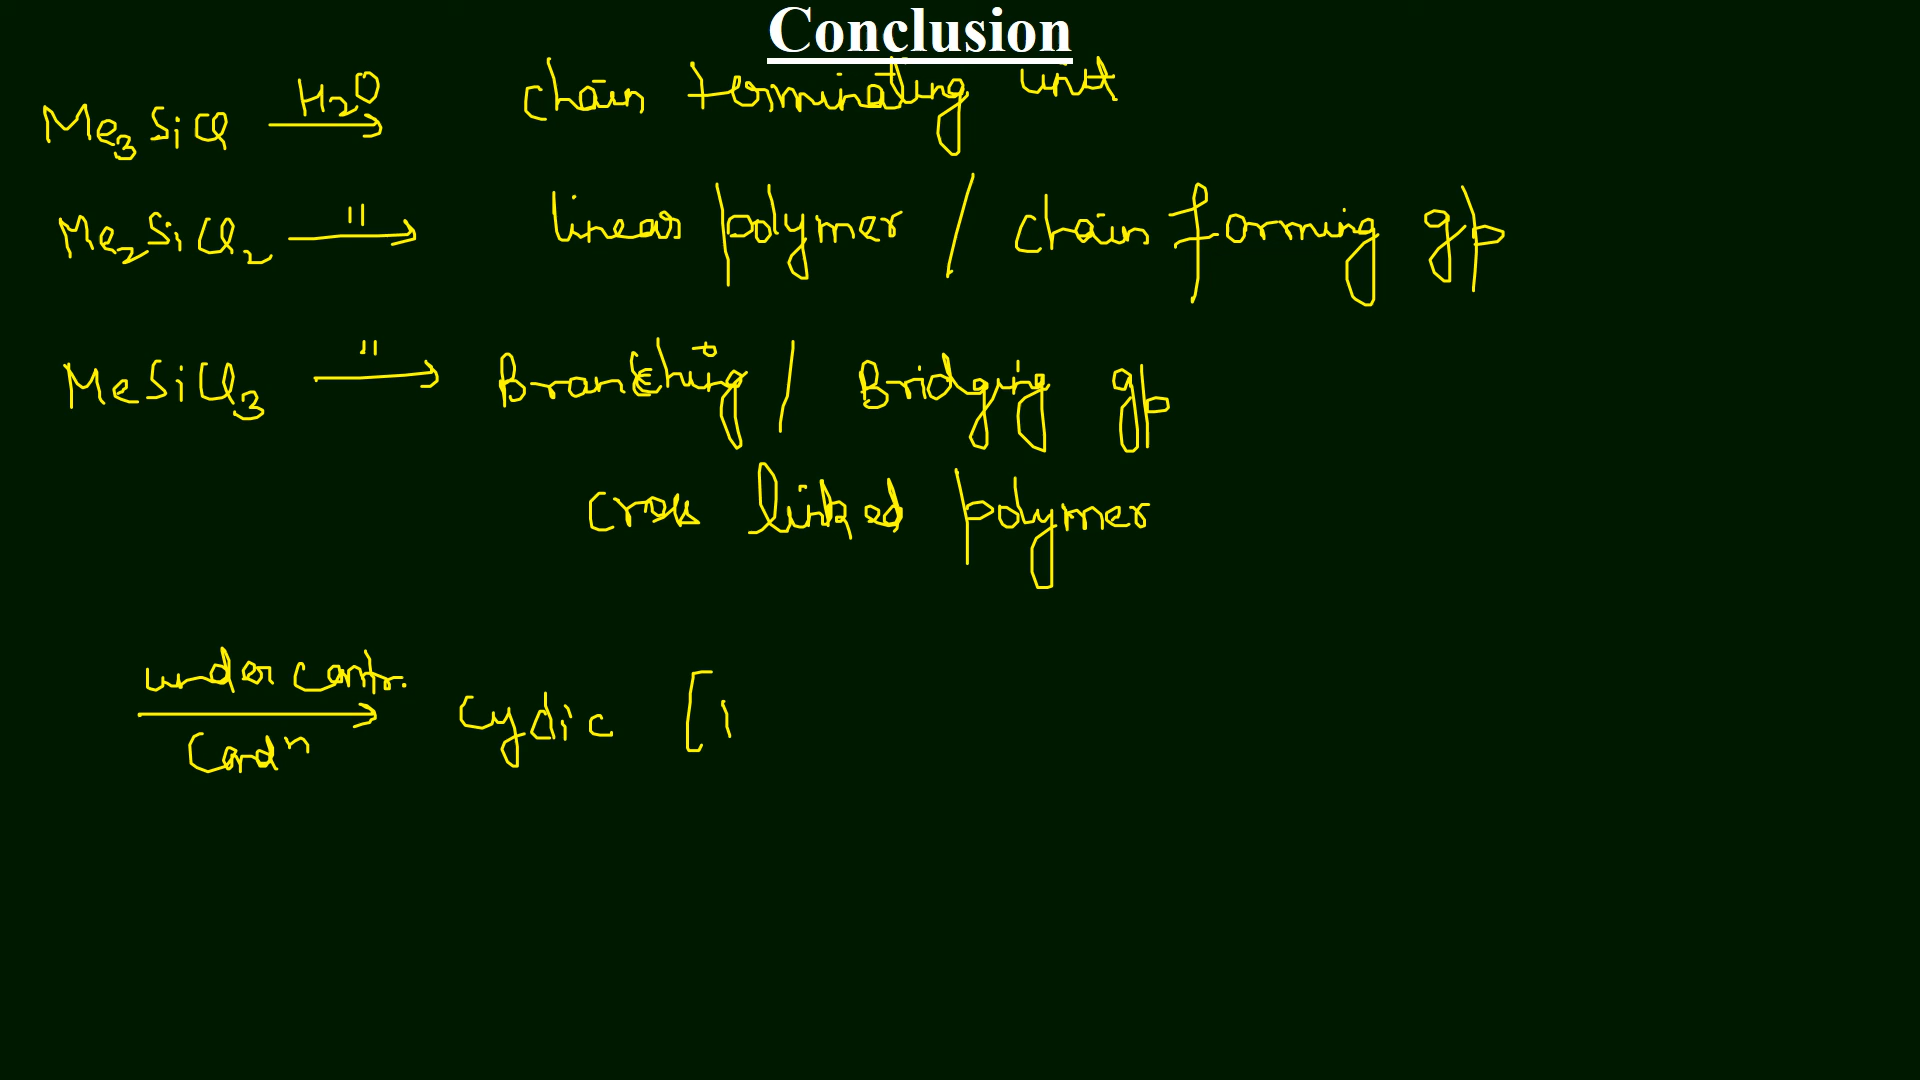 Conclusion
Me₃SiCl H₂O → chain terminating unit
Me₂SiCl₂ " → linear polymer / chain forming gp
MeSiCl₃ " → Branching / Bridging gp
cross linked polymer
under contr. → Condⁿ cyclic [